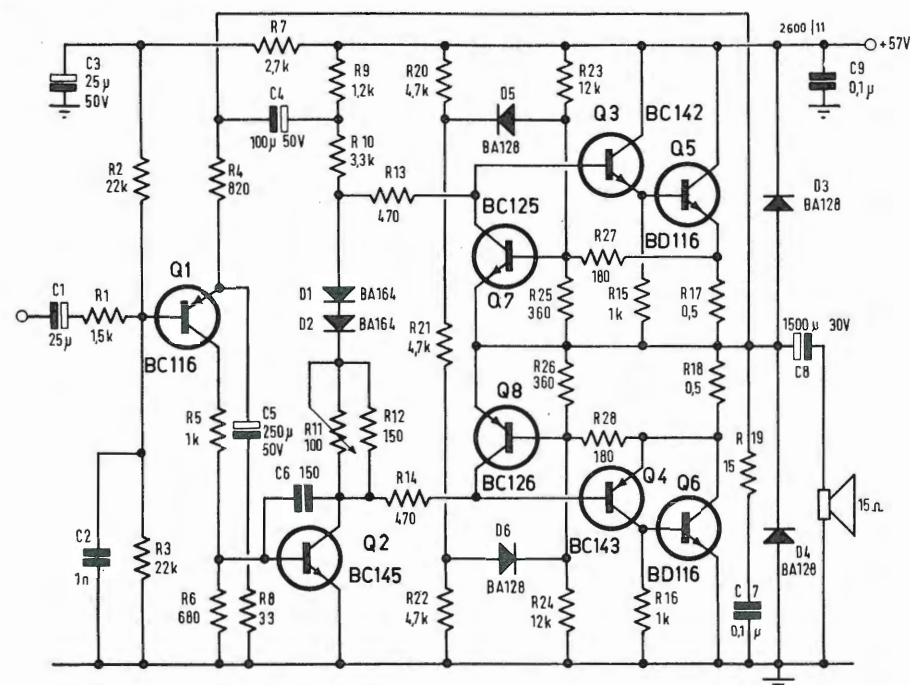 R7
2,7k
2600/11
+57V
C3
25µ
50V
R9
1,2k
R20
4,7k
R23
12k
C9
0,1µ
C4
100µ 50V
D5
BA128
Q3
BC142
R10
3,3k
Q5
R2
22k
R4
820
R13
470
D3
BA128
BC125
BD116
Q1
Q7
R27
180
C1
25µ
R1
1,5k
D1
BA164
D2
BA164
R25
360
R15
1k
R17
0,5
BC116
R21
4,7k
1500µ
30V
C8
R26
360
R18
0,5
Q8
R5
1k
C5
250µ
50V
R11
100
R12
150
R28
180
R19
15
C6
150
R14
470
BC126
Q4
Q6
15Ω
C2
1n
R3
22k
Q2
BC145
D6
BA128
BC143
BD116
D4
BA128
R6
680
R8
33
R22
4,7k
R24
12k
R16
1k
C7
0,1µ